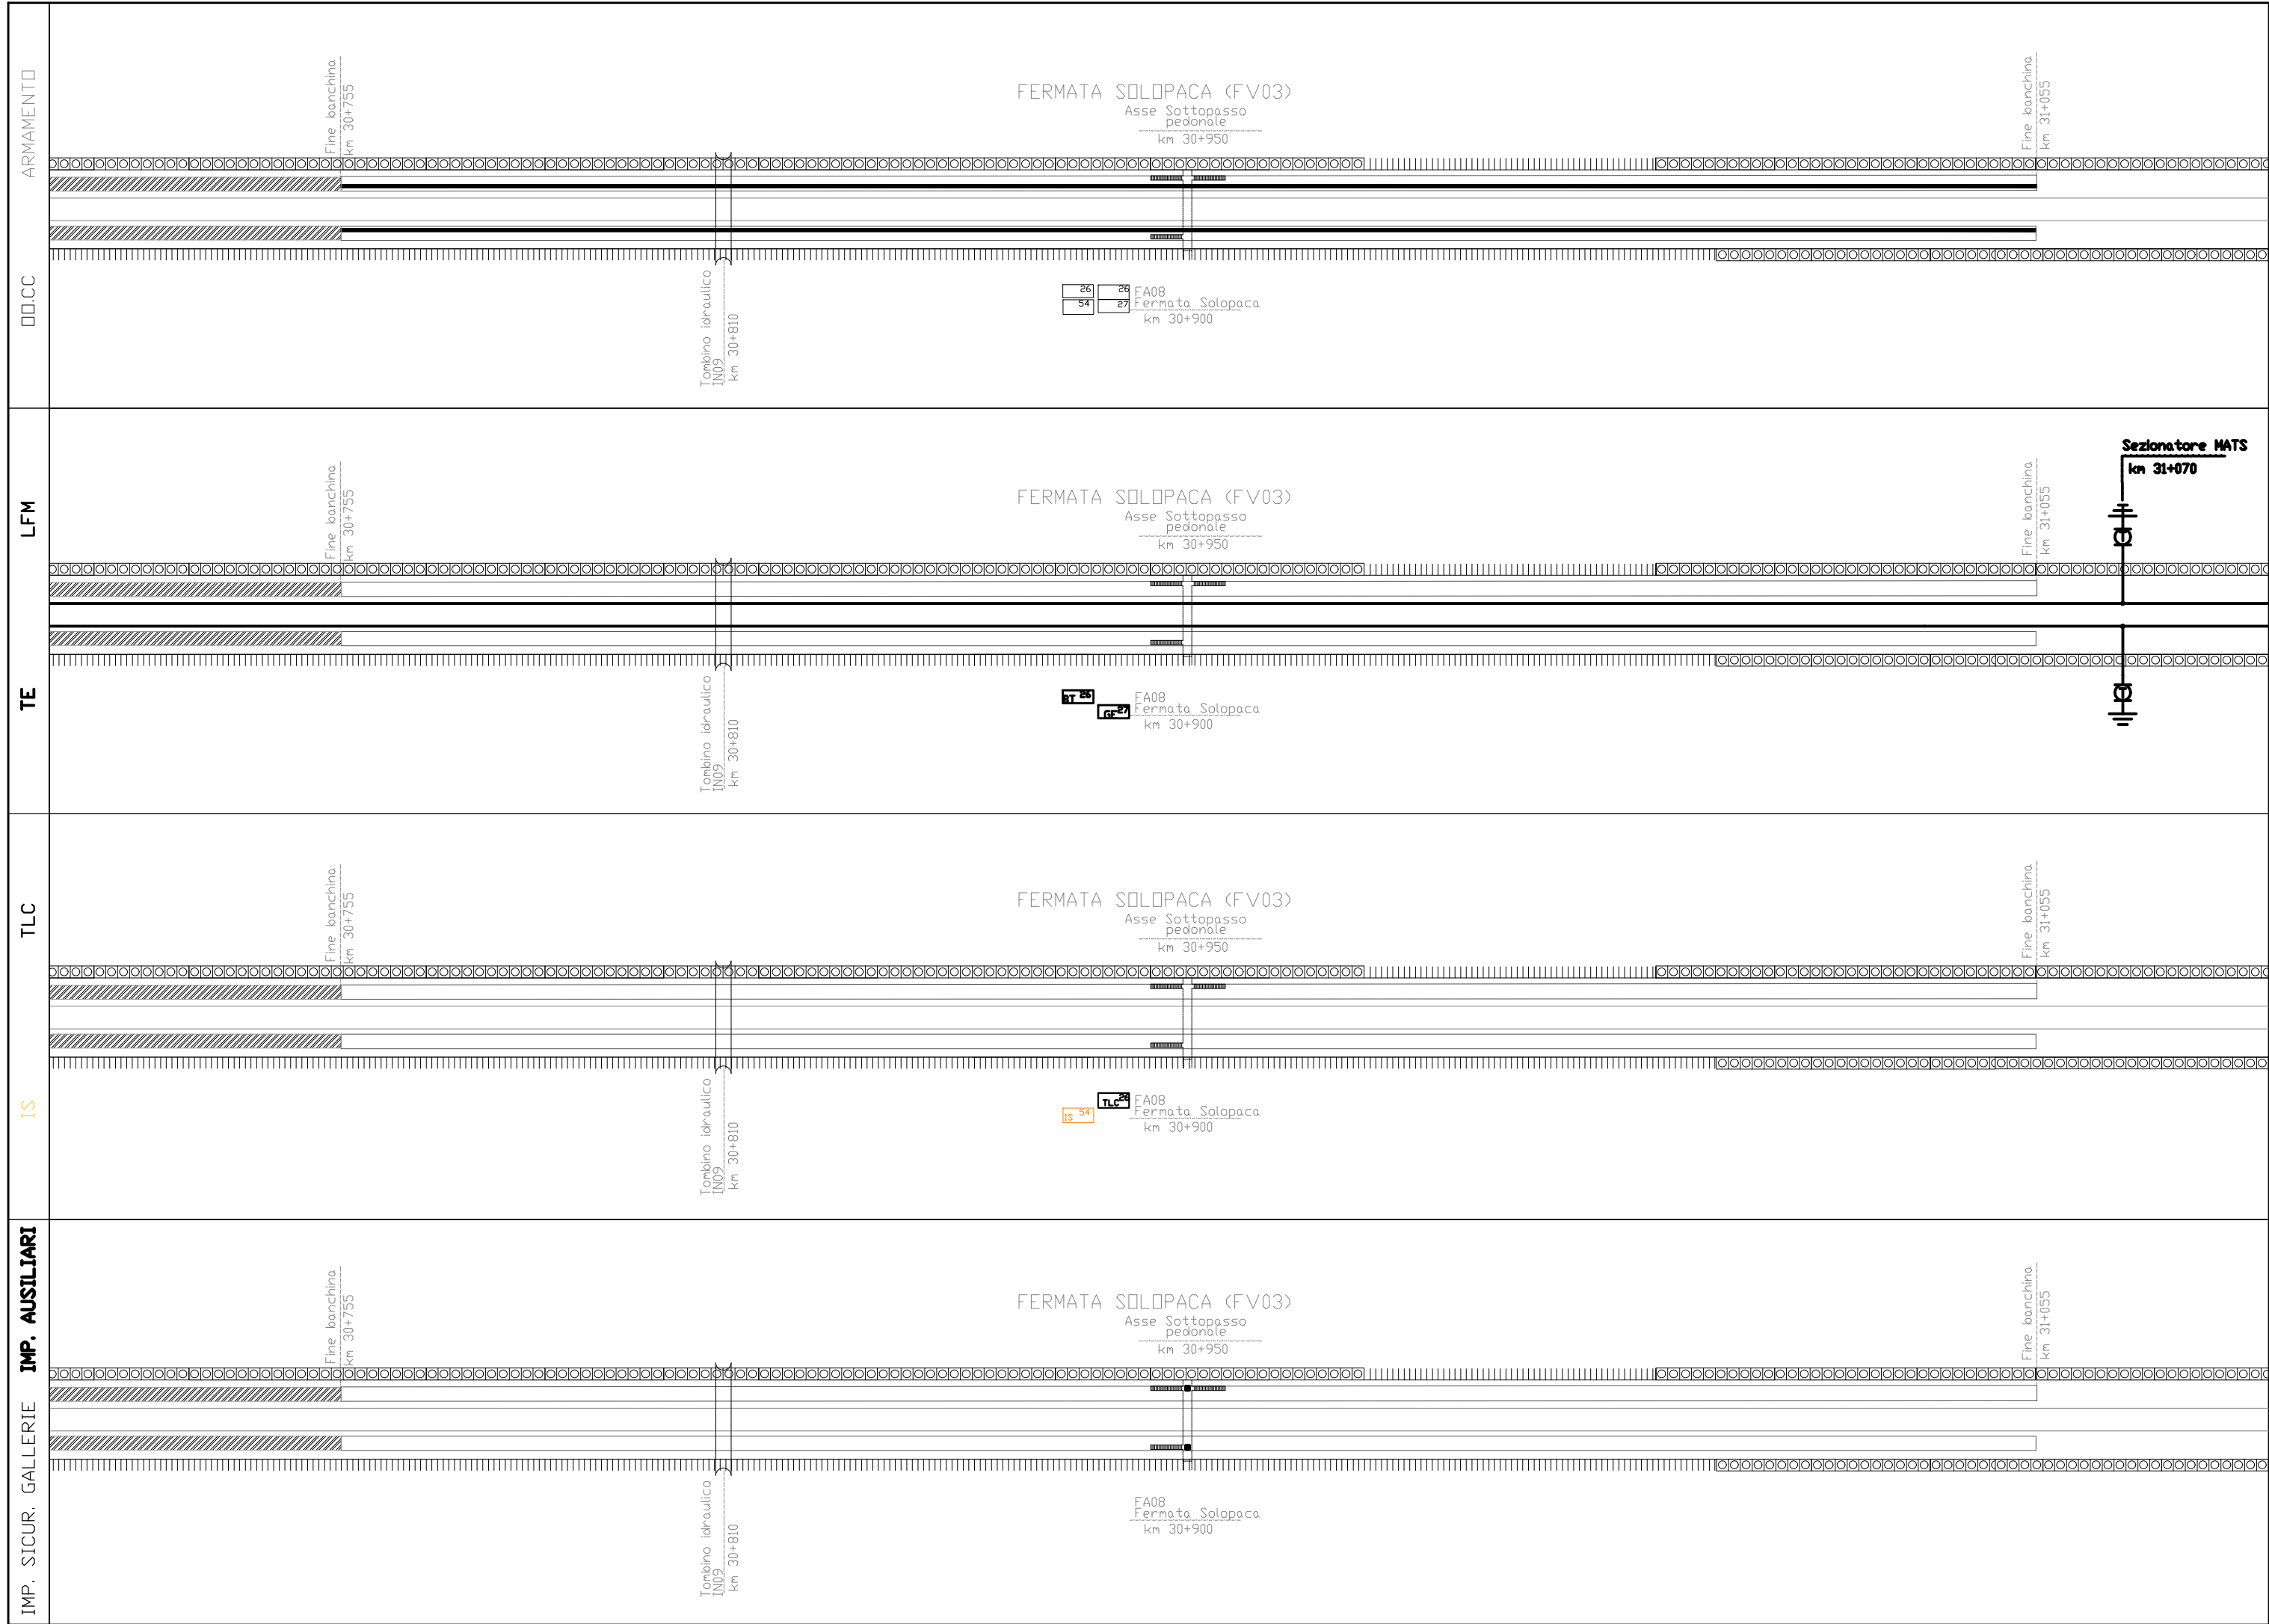 ARMAMENTO
OO.CC
Fine banchina
km 30+755
FERMATA SOLOPACA (FV03)
Asse Sottopasso
pedonale
km 30+950
Fine banchina
km 31+055
Tombino idraulico
IN09
km 30+810
26
26
54
27
FA08
Fermata Solopaca
km 30+900
LFM
TE
Fine banchina
km 30+755
FERMATA SOLOPACA (FV03)
Asse Sottopasso
pedonale
km 30+950
Fine banchina
km 31+055
Sezionatore MATS
km 31+070
Tombino idraulico
IN09
km 30+810
BT 26
GF 27
FA08
Fermata Solopaca
km 30+900
TLC
IS
Fine banchina
km 30+755
FERMATA SOLOPACA (FV03)
Asse Sottopasso
pedonale
km 30+950
Fine banchina
km 31+055
Tombino idraulico
IN09
km 30+810
TLC 26
IS 54
FA08
Fermata Solopaca
km 30+900
IMP. AUSILIARI
IMP. SICUR. GALLERIE
Fine banchina
km 30+755
FERMATA SOLOPACA (FV03)
Asse Sottopasso
pedonale
km 30+950
Fine banchina
km 31+055
Tombino idraulico
IN09
km 30+810
FA08
Fermata Solopaca
km 30+900